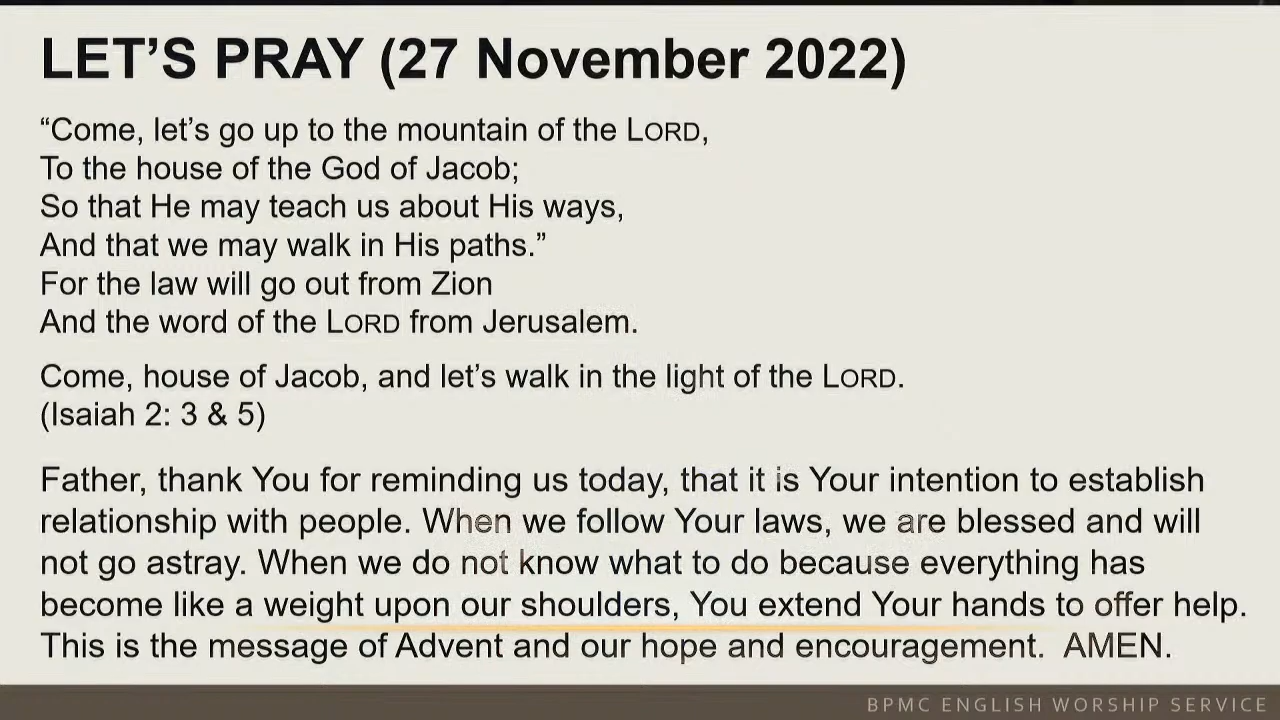 LET’S PRAY (27 November 2022)
“Come, let’s go up to the mountain of the LORD,
To the house of the God of Jacob;
So that He may teach us about His ways,
And that we may walk in His paths.”
For the law will go out from Zion
And the word of the LORD from Jerusalem.
Come, house of Jacob, and let’s walk in the light of the LORD.
(Isaiah 2: 3 & 5)
Father, thank You for reminding us today, that it is Your intention to establish
relationship with people. When we follow Your laws, we are blessed and will
not go astray. When we do not know what to do because everything has
become like a weight upon our shoulders, You extend Your hands to offer help.
This is the message of Advent and our hope and encouragement.  AMEN.
BPMC ENGLISH WORSHIP SERVICE